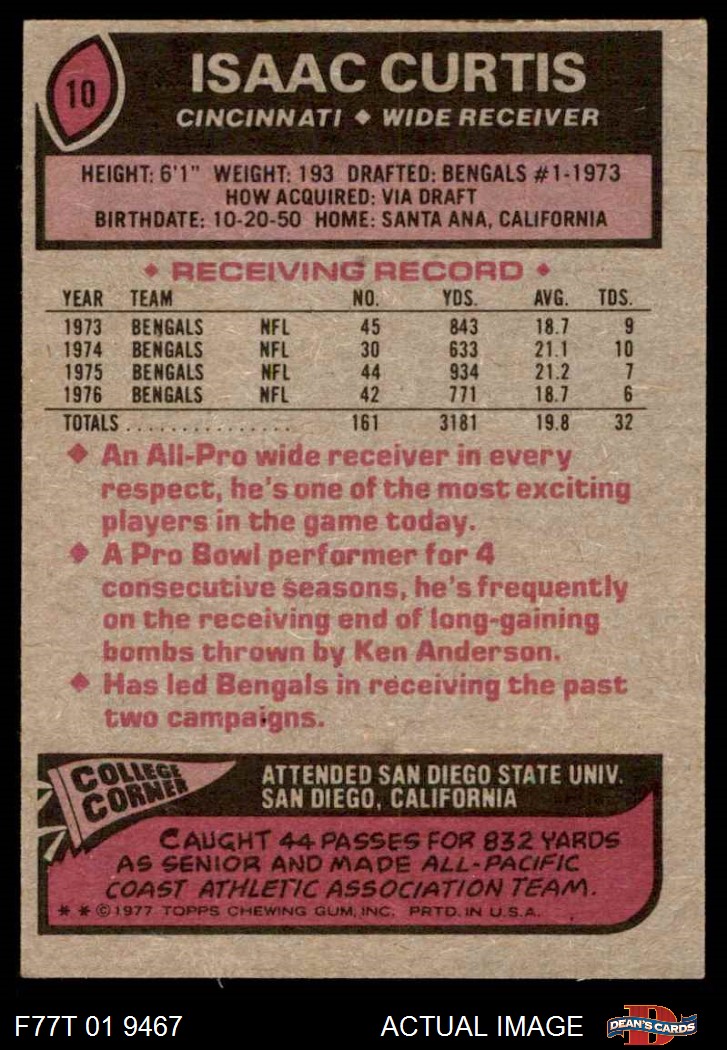 10
ISAAC CURTIS
CINCINNATI ♦ WIDE RECEIVER
HEIGHT: 6'1" WEIGHT: 193 DRAFTED: BENGALS #1-1973
HOW ACQUIRED: VIA DRAFT
BIRTHDATE: 10-20-50 HOME: SANTA ANA, CALIFORNIA
♦ RECEIVING RECORD ♦
YEAR TEAM NO. YDS. AVG. TDS.
1973 BENGALS NFL 45 843 18.7 9
1974 BENGALS NFL 30 633 21.1 10
1975 BENGALS NFL 44 934 21.2 7
1976 BENGALS NFL 42 771 18.7 6
TOTALS ............... 161 3181 19.8 32
♦ An All-Pro wide receiver in every
respect, he's one of the most exciting
players in the game today.
♦ A Pro Bowl performer for 4
consecutive seasons, he's frequently
on the receiving end of long-gaining
bombs thrown by Ken Anderson.
♦ Has led Bengals in receiving the past
two campaigns.
COLLEGE
CORNER
ATTENDED SAN DIEGO STATE UNIV.
SAN DIEGO, CALIFORNIA
CAUGHT 44 PASSES FOR 832 YARDS
AS SENIOR AND MADE ALL-PACIFIC
COAST ATHLETIC ASSOCIATION TEAM.
* * © 1977 TOPPS CHEWING GUM, INC. PRTD. IN U.S.A.
F77T 01 9467 ACTUAL IMAGE
D
DEAN'S CARDS